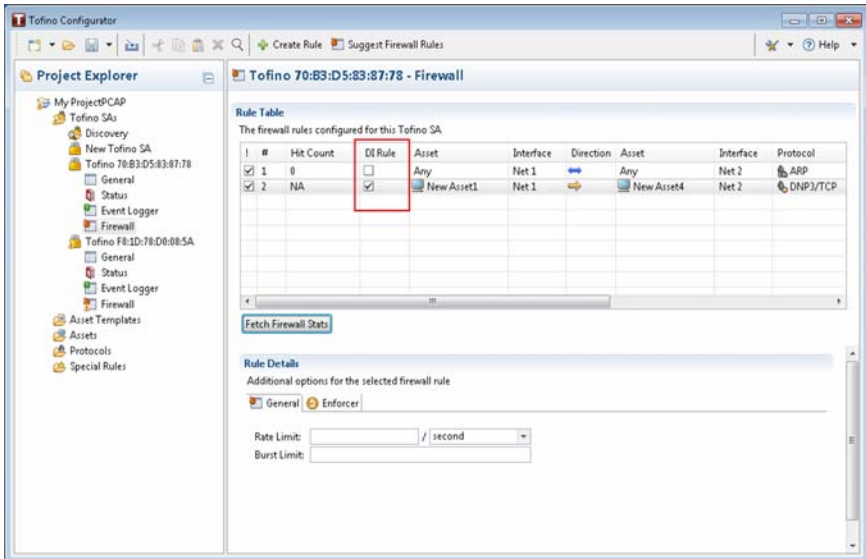 Tofino Configurator
Create Rule Suggest Firewall Rules Help
Project Explorer
My ProjectPCAP
Tofino SAs
Discovery
New Tofino SA
Tofino 70:B3:D5:83:87:78
General
Status
Event Logger
Firewall
Tofino F8:1D:78:D0:08:5A
General
Status
Event Logger
Firewall
Asset Templates
Assets
Protocols
Special Rules
Tofino 70:B3:D5:83:87:78 - Firewall
Rule Table
The firewall rules configured for this Tofino SA
! # Hit Count DI Rule Asset Interface Direction Asset Interface Protocol
1 0 Any Net 1 Any Net 2 ARP
2 NA New Asset1 Net 1 New Asset4 Net 2 DNP3/TCP
Fetch Firewall Stats
Rule Details
Additional options for the selected firewall rule
General Enforcer
Rate Limit: / second
Burst Limit: